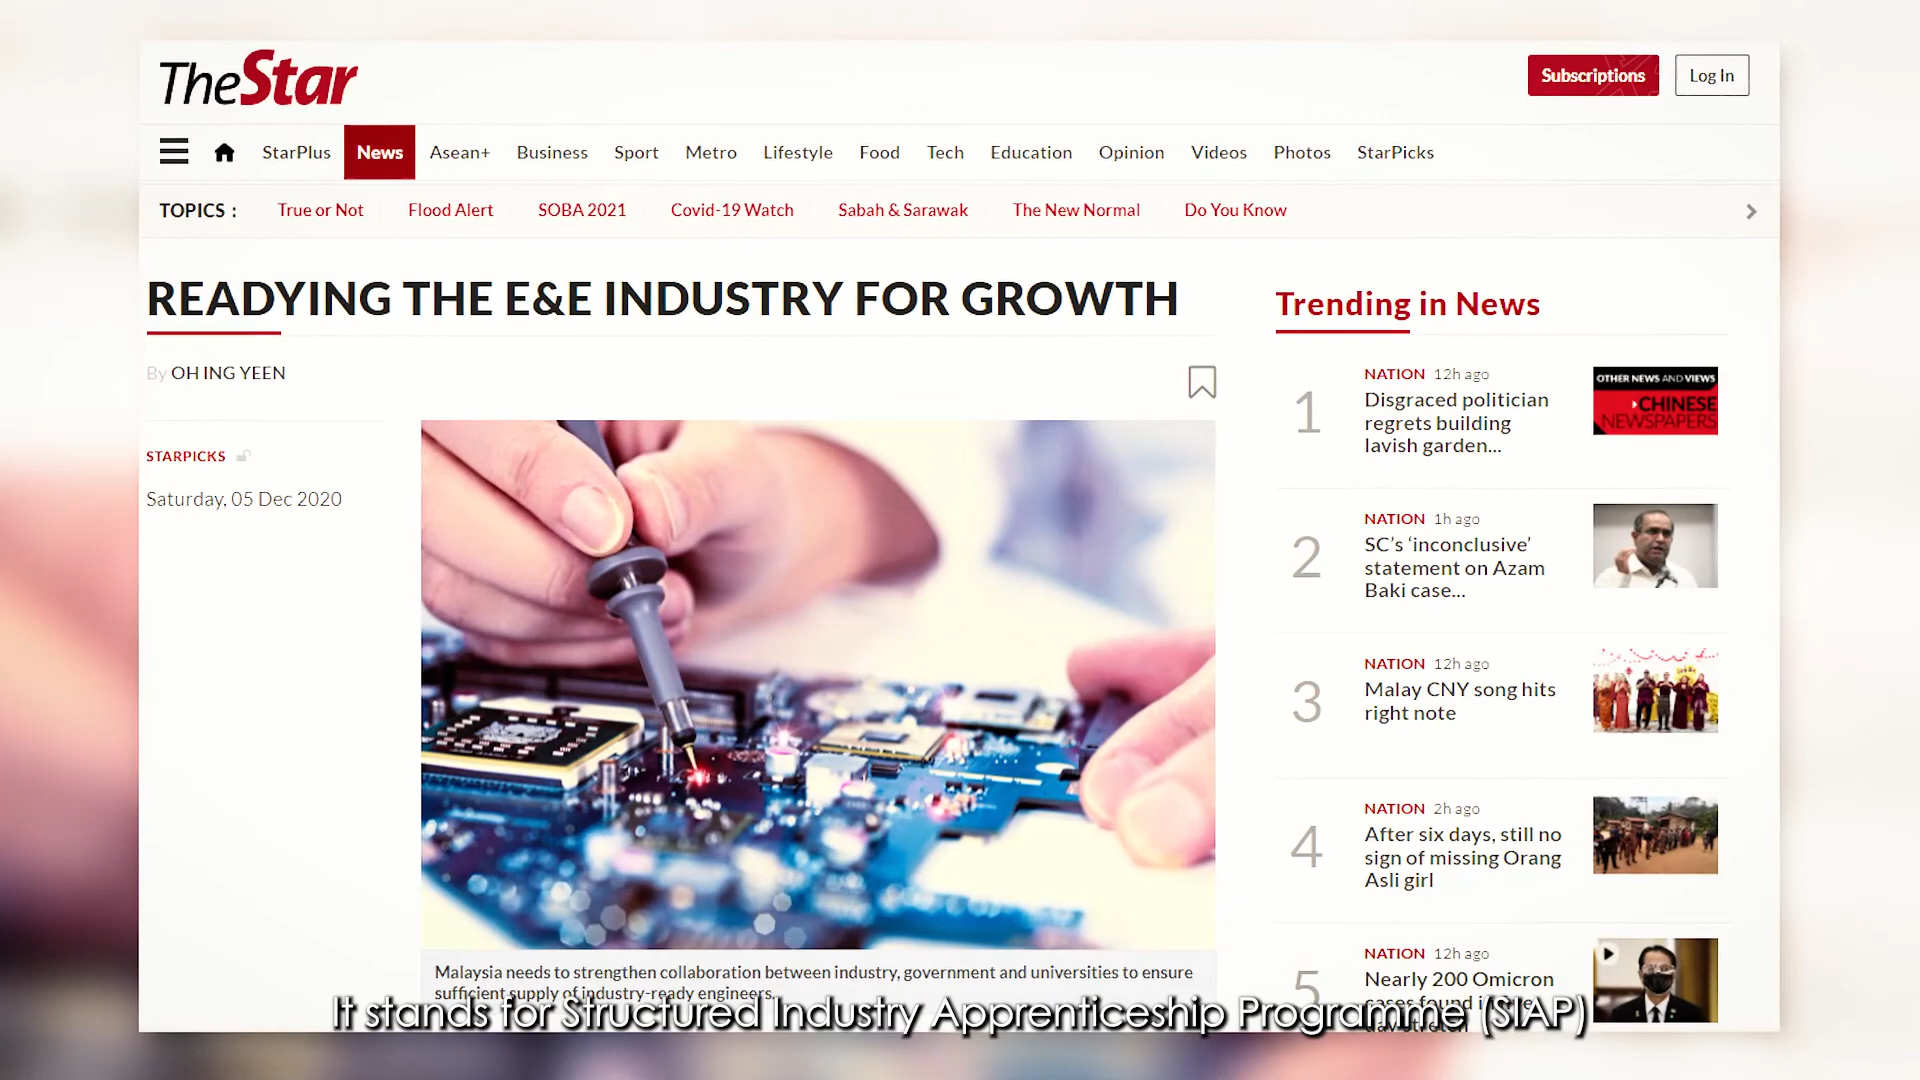 TheStar
Subscriptions
Log In
StarPlus News Asean+ Business Sport Metro Lifestyle Food Tech Education Opinion Videos Photos StarPicks
TOPICS : True or Not Flood Alert SOBA 2021 Covid-19 Watch Sabah & Sarawak The New Normal Do You Know
READYING THE E&E INDUSTRY FOR GROWTH
By OH ING YEEN
STARPICKS
Saturday, 05 Dec 2020
Malaysia needs to strengthen collaboration between industry, government and universities to ensure
sufficient supply of industry-ready engineers.
Trending in News
1
NATION 12h ago
Disgraced politician
regrets building
lavish garden...
OTHER NEWS AND VIEWS
CHINESE
NEWSPAPERS
2
NATION 1h ago
SC's 'inconclusive'
statement on Azam
Baki case...
3
NATION 12h ago
Malay CNY song hits
right note
4
NATION 2h ago
After six days, still no
sign of missing Orang
Asli girl
5
NATION 12h ago
Nearly 200 Omicron
cases found
It stands for Structured Industry Apprenticeship Programme (SIAP)